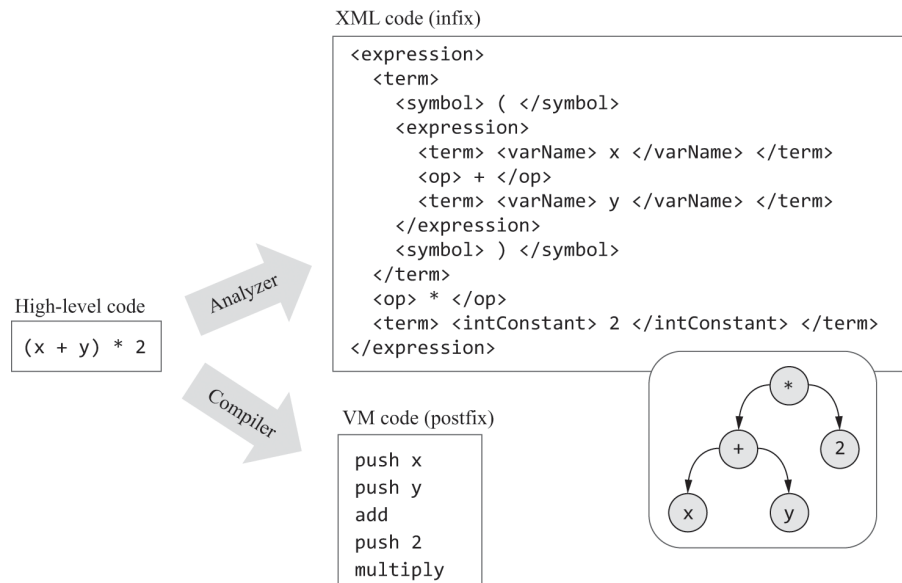 XML code (infix)
<expression>
  <term>
    <symbol> ( </symbol>
    <expression>
      <term> <varName> x </varName> </term>
      <op> + </op>
      <term> <varName> y </varName> </term>
    </expression>
    <symbol> ) </symbol>
  </term>
  <op> * </op>
  <term> <intConstant> 2 </intConstant> </term>
</expression>
Analyzer
High-level code
(x + y) * 2
Compiler
VM code (postfix)
push x
push y
add
push 2
multiply
*
+ 2
x y